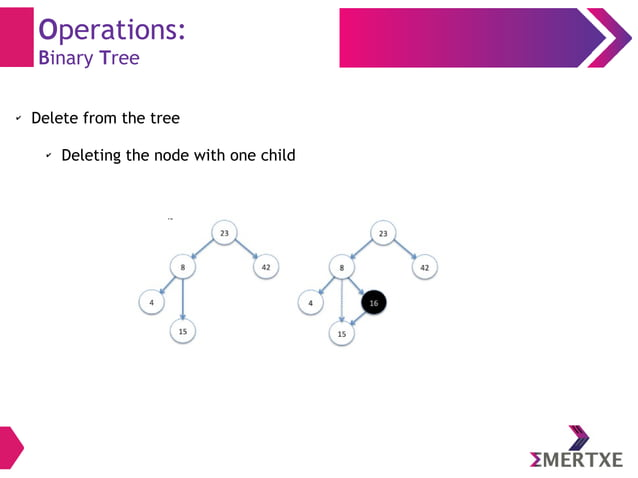 Operations:
Binary Tree
✔ Delete from the tree
✔ Deleting the node with one child
23
8
42
4
15
23
8
42
4
16
15
EMERTXE